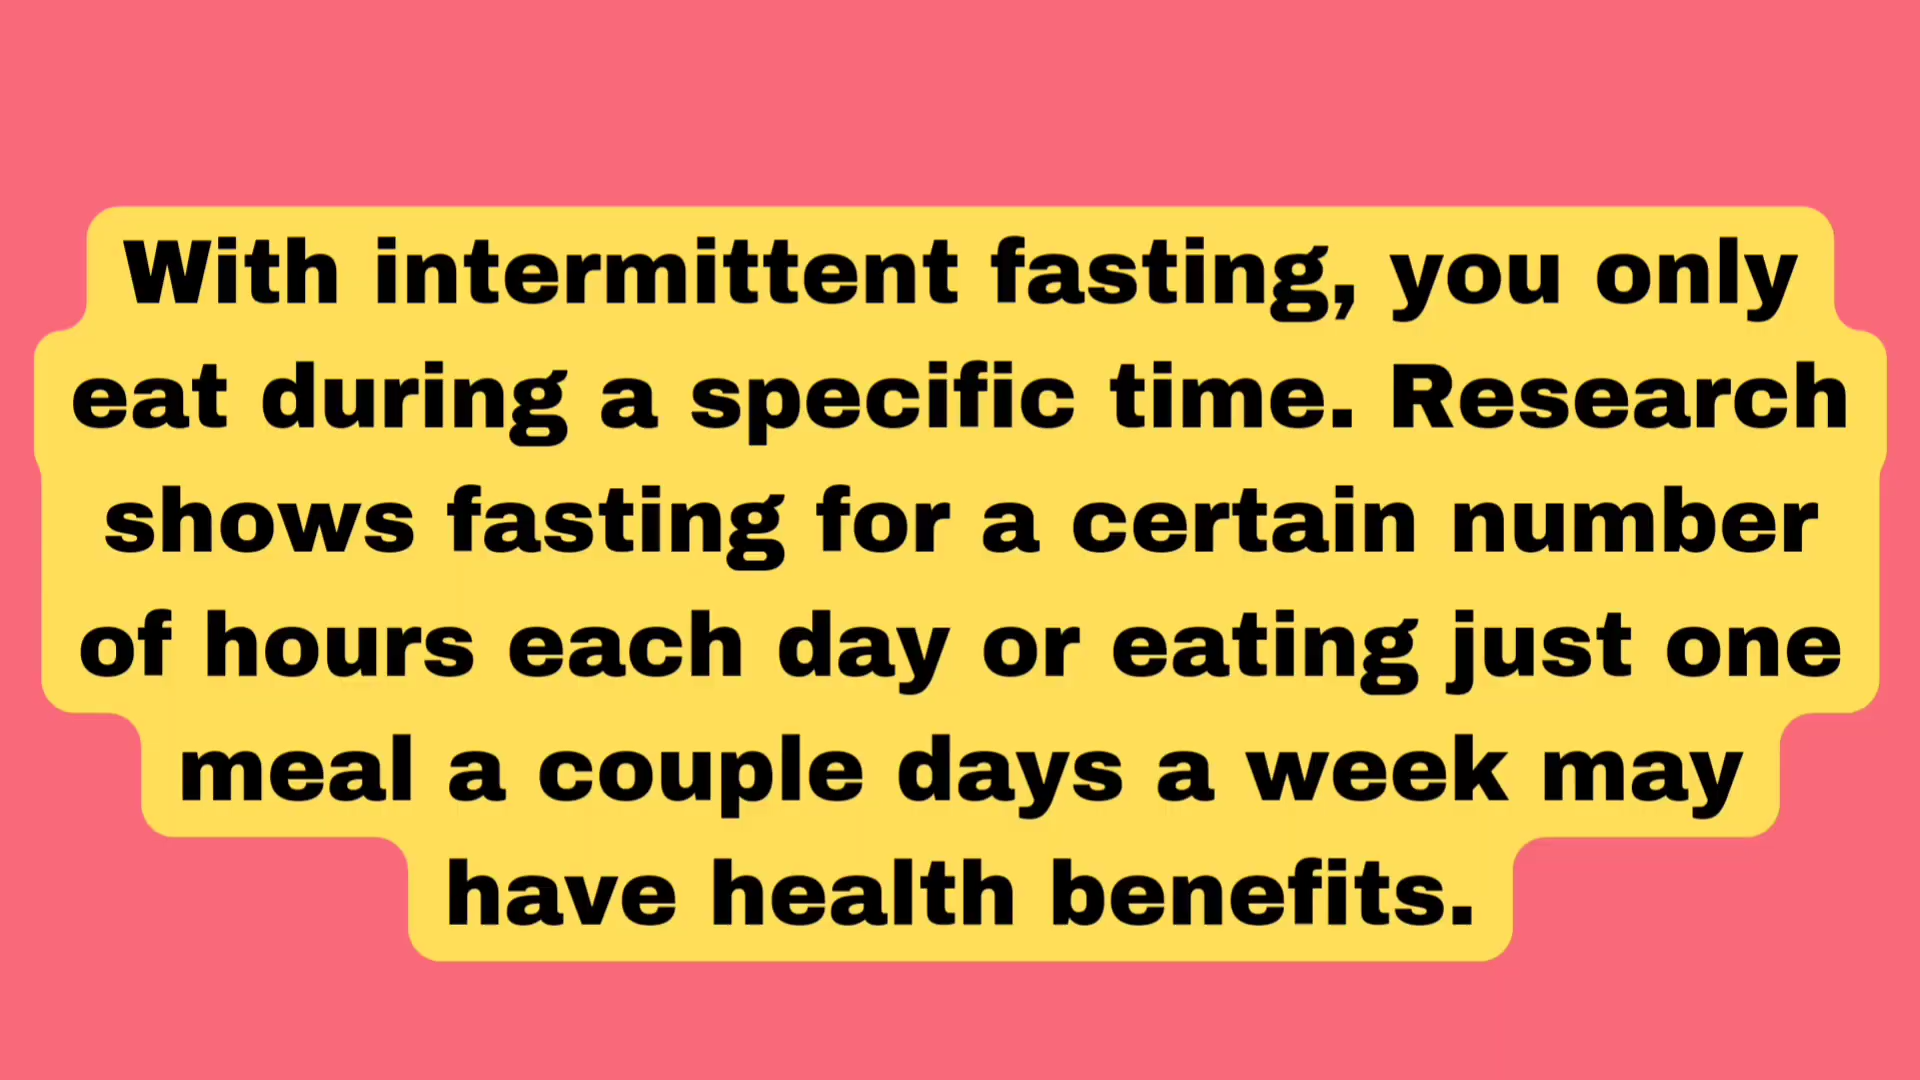 With intermittent fasting, you only
eat during a specific time. Research
shows fasting for a certain number
of hours each day or eating just one
meal a couple days a week may
have health benefits.